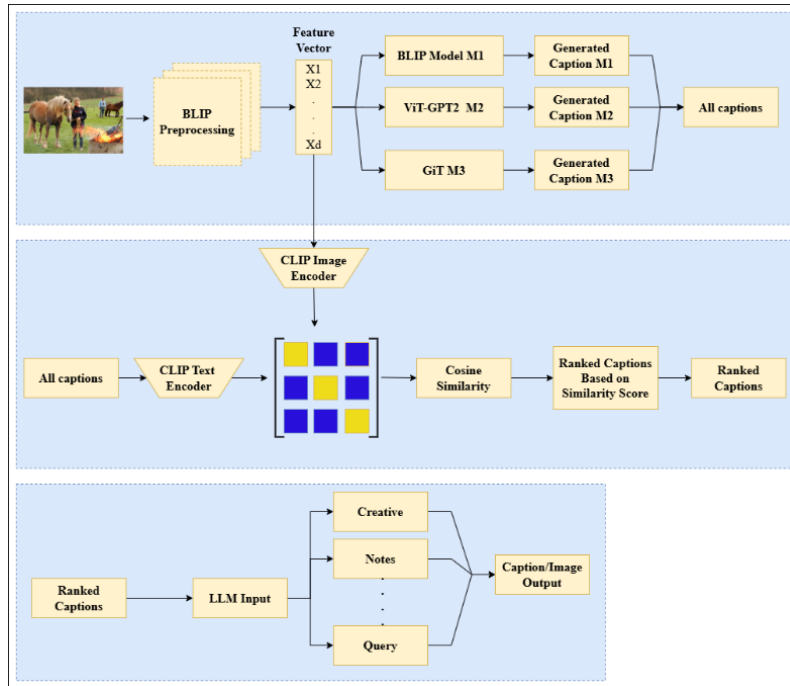 Feature
Vector
X1
X2
.
.
.
Xd
BLIP
Preprocessing
BLIP Model M1
Generated
Caption M1
ViT-GPT2 M2
Generated
Caption M2
All captions
GiT M3
Generated
Caption M3
CLIP Image
Encoder
All captions
CLIP Text
Encoder
Cosine
Similarity
Ranked Captions
Based on
Similarity Score
Ranked
Captions
Ranked
Captions
LLM Input
Creative
Notes
.
.
.
.
Query
Caption/Image
Output